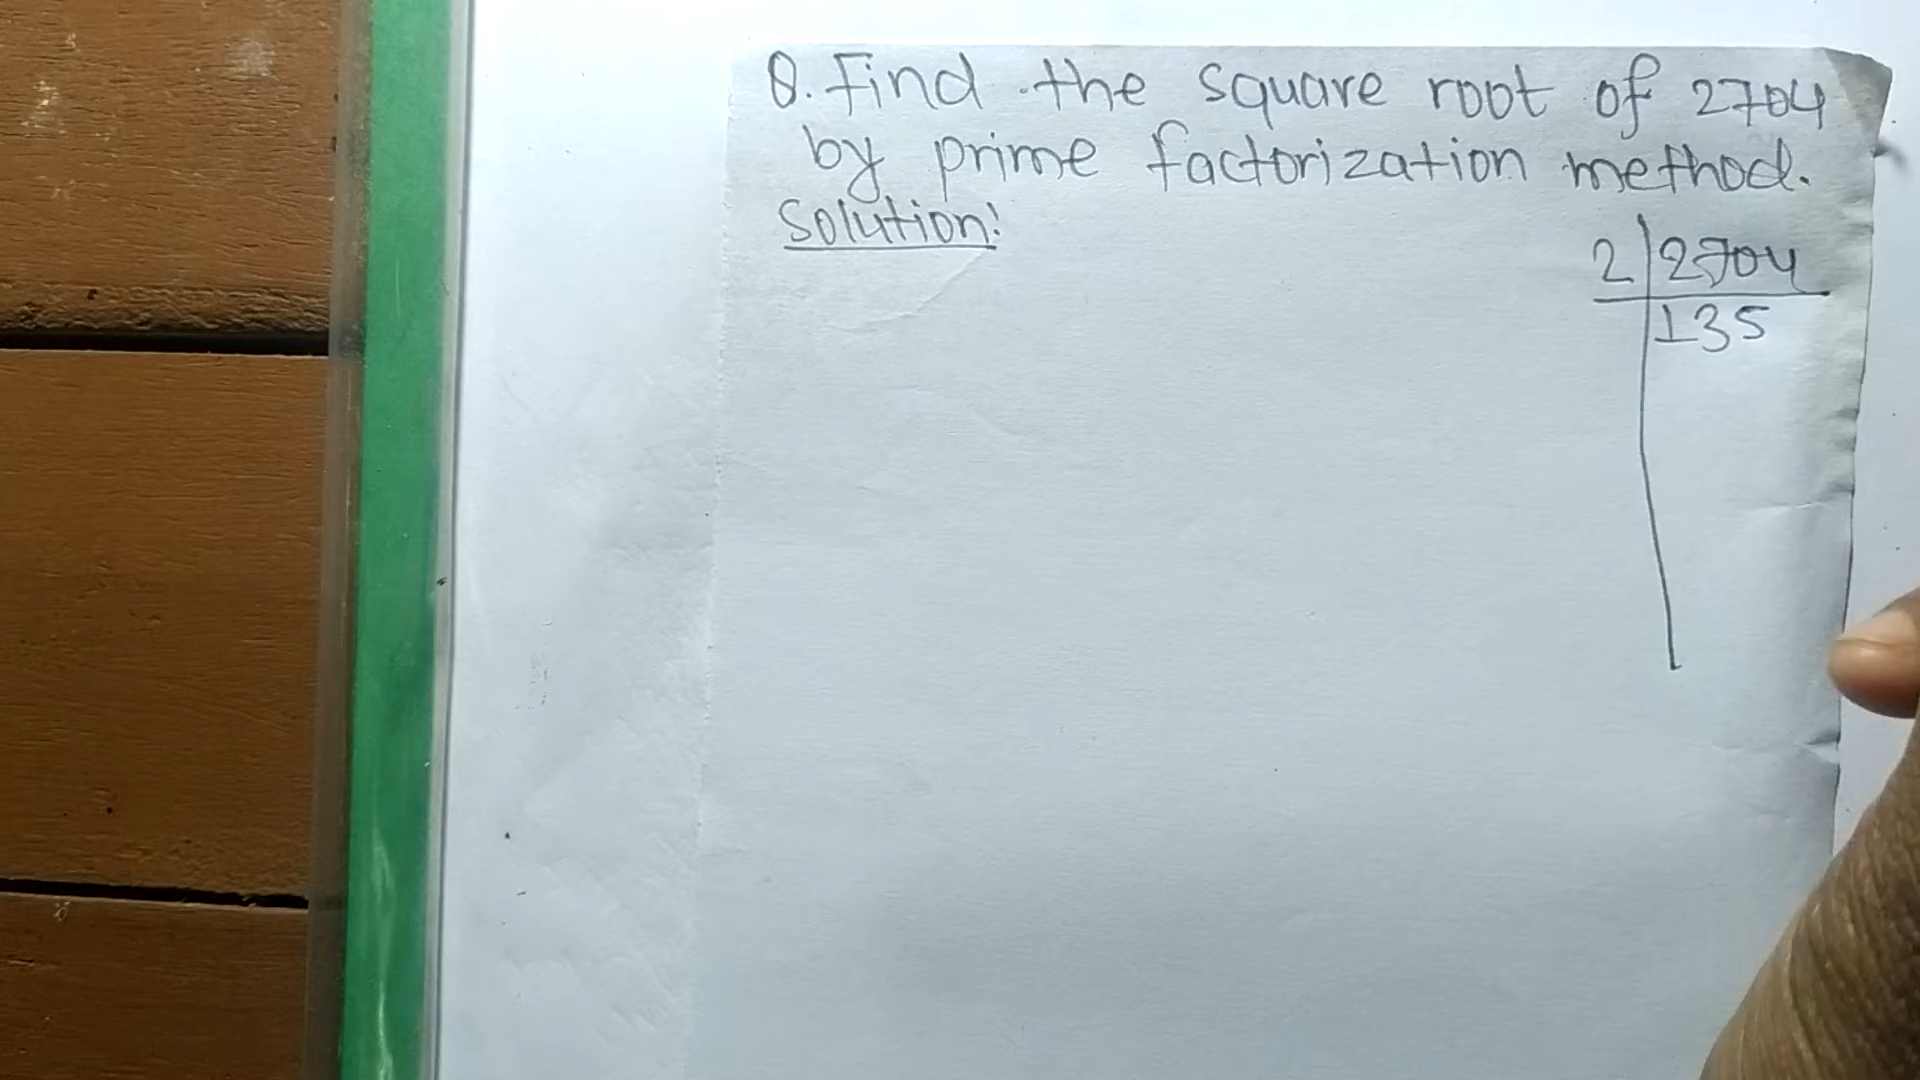 Q. Find the square root of 2704
by prime factorization method.
Solution:
2 | 2704
135